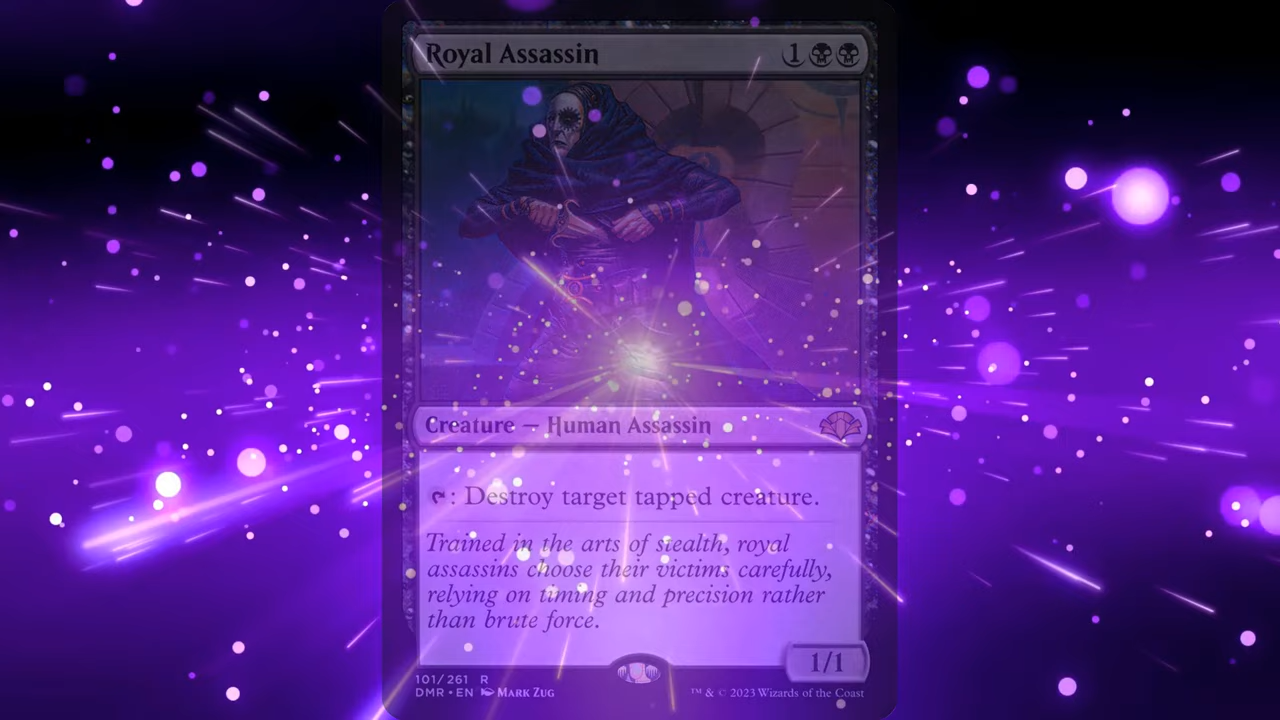 Royal Assassin 1
Creature — Human Assassin
: Destroy target tapped creature.
Trained in the arts of stealth, royal
assassins choose their victims carefully,
relying on timing and precision rather
than brute force.
1/1
101/261 R
DMR • EN Mark Zug
™ & © 2023 Wizards of the Coast